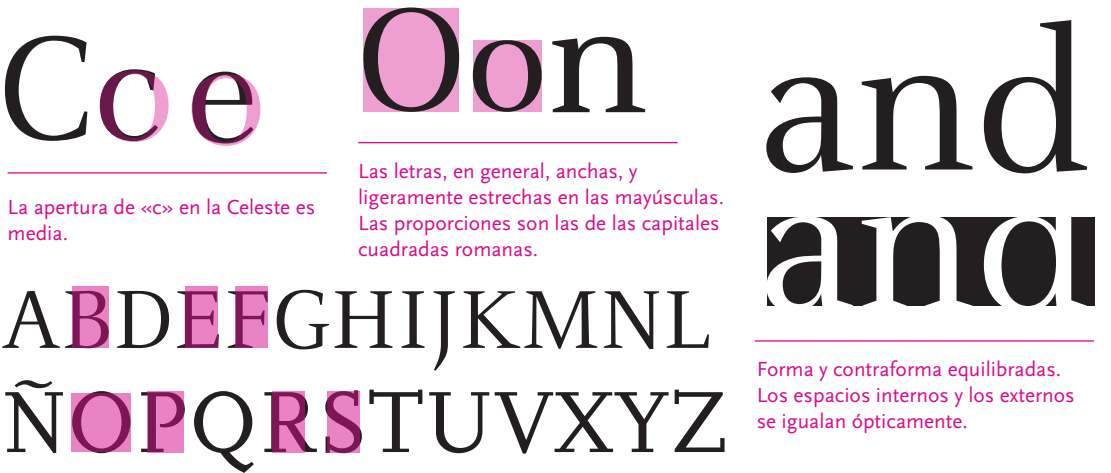 Coe
La apertura de «c» en la Celeste es
media.
Oon
Las letras, en general, anchas, y
ligeramente estrechas en las mayúsculas.
Las proporciones son las de las capitales
cuadradas romanas.
ABDEFGHIJKMNL
ÑOPQRSTUVXYZ
and
and
Forma y contraforma equilibradas.
Los espacios internos y los externos
se igualan ópticamente.